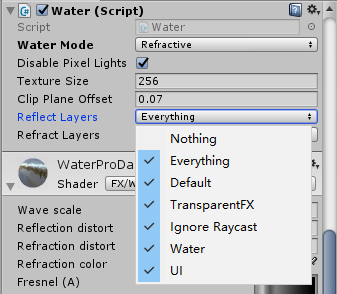 Water (Script)
Script Water
Water Mode Refractive
Disable Pixel Lights
Texture Size 256
Clip Plane Offset 0.07
Reflect Layers Everything
Refract Layers
Nothing
Everything
Default
TransparentFX
Ignore Raycast
Water
UI
WaterProDa
Shader FX/W
Wave scale
Reflection distort
Refraction distort
Refraction color
Fresnel (A)